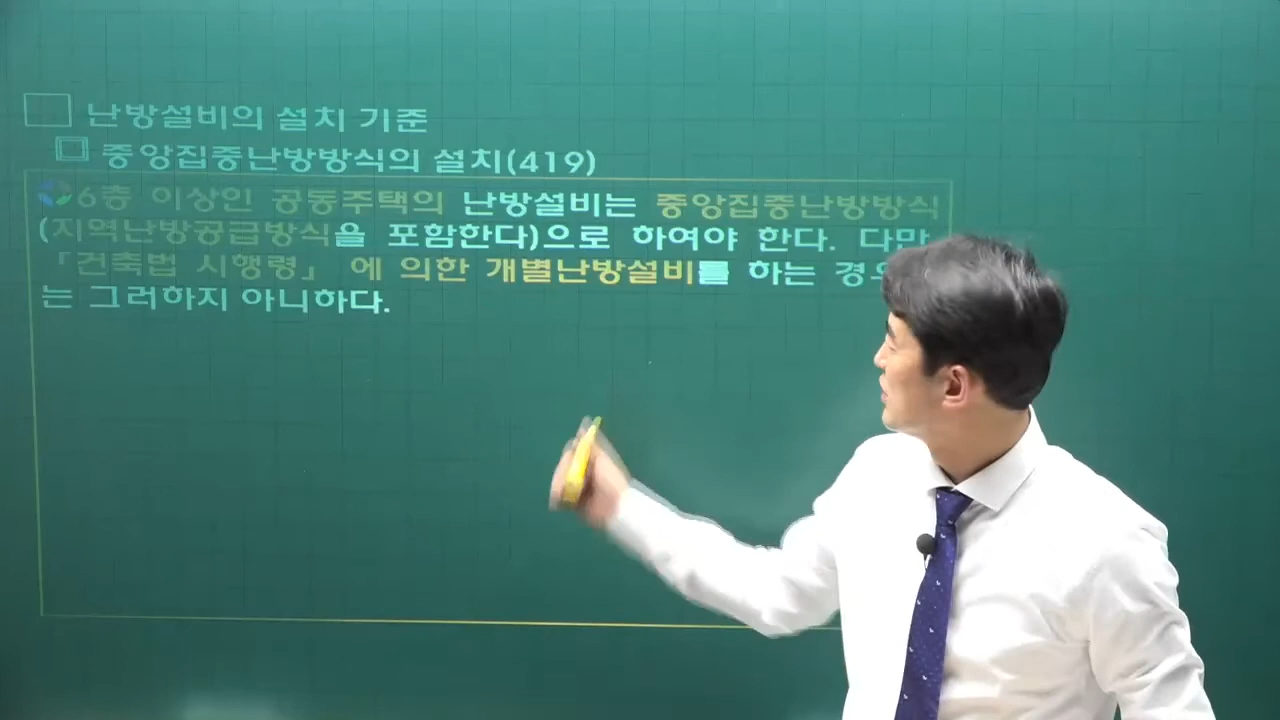 난방설비의 설치 기준
중앙집중난방방식의 설치(419)
6층 이상인 공동주택의 난방설비는 중앙집중난방방식
(지역난방공급방식을 포함한다)으로 하여야 한다. 다만,
「건축법 시행령」 에 의한 개별난방설비를 하는 경우
는 그러하지 아니하다.